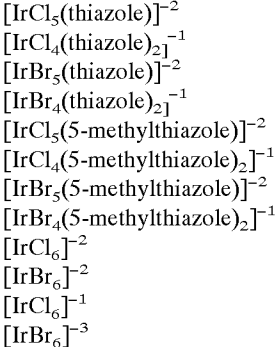 [IrCl₅(thiazole)]⁻²
[IrCl₄(thiazole)₂]⁻¹
[IrBr₅(thiazole)]⁻²
[IrBr₄(thiazole)₂]⁻¹
[IrCl₅(5-methylthiazole)]⁻²
[IrCl₄(5-methylthiazole)₂]⁻¹
[IrBr₅(5-methylthiazole)]⁻²
[IrBr₄(5-methylthiazole)₂]⁻¹
[IrCl₆]⁻²
[IrBr₆]⁻²
[IrCl₆]⁻¹
[IrBr₆]⁻³